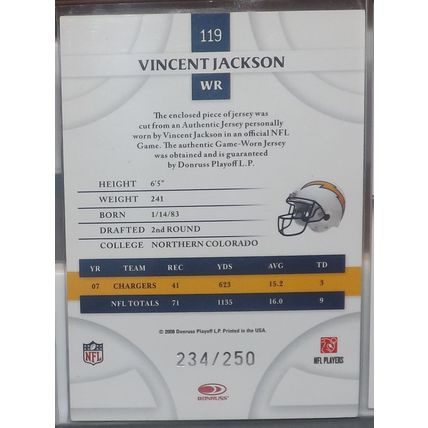 119
VINCENT JACKSON
WR
The enclosed piece of jersey was
cut from an Authentic Jersey personally
worn by Vincent Jackson in an official NFL
Game. The authentic Game-Worn Jersey
was obtained and is guaranteed
by Donruss Playoff L.P.
HEIGHT 6'5"
WEIGHT 241
BORN 1/14/83
DRAFTED 2nd ROUND
COLLEGE NORTHERN COLORADO
YR TEAM REC YDS AVG TD
07 CHARGERS 41 623 15.2 3
NFL TOTALS 71 1135 16.0 9
© 2008 Donruss Playoff L.P. Printed in the USA.
234/250
NFL
NFL PLAYERS
DONRUSS